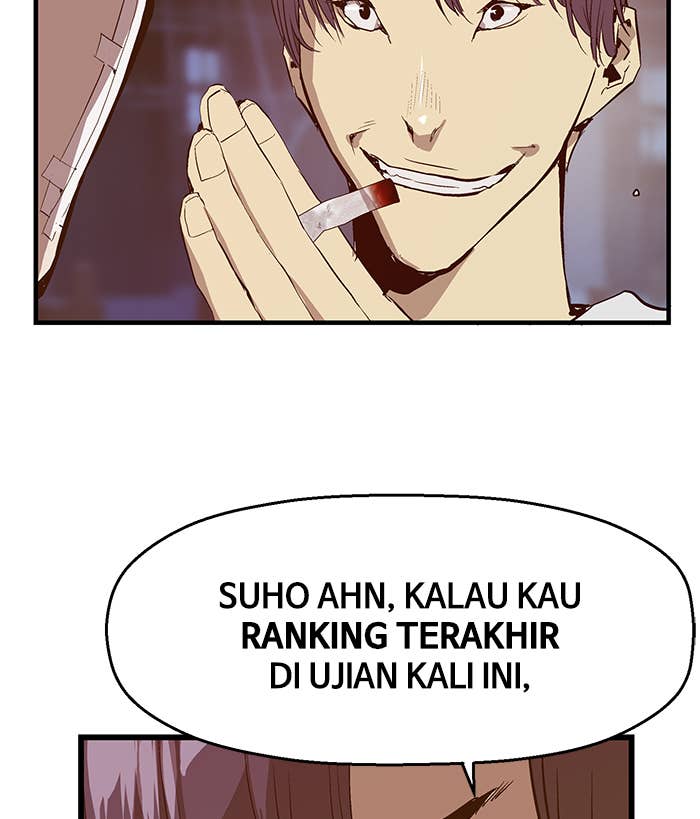 SUHO AHN, KALAU KAU
RANKING TERAKHIR
DI UJIAN KALI INI,